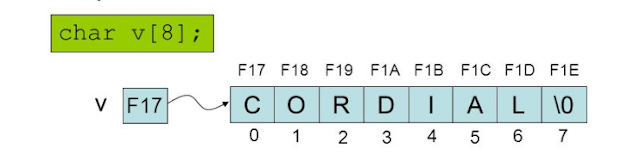 char v[8];
F17 F18 F19 F1A F1B F1C F1D F1E
v F17 C O R D I A L \0
0 1 2 3 4 5 6 7